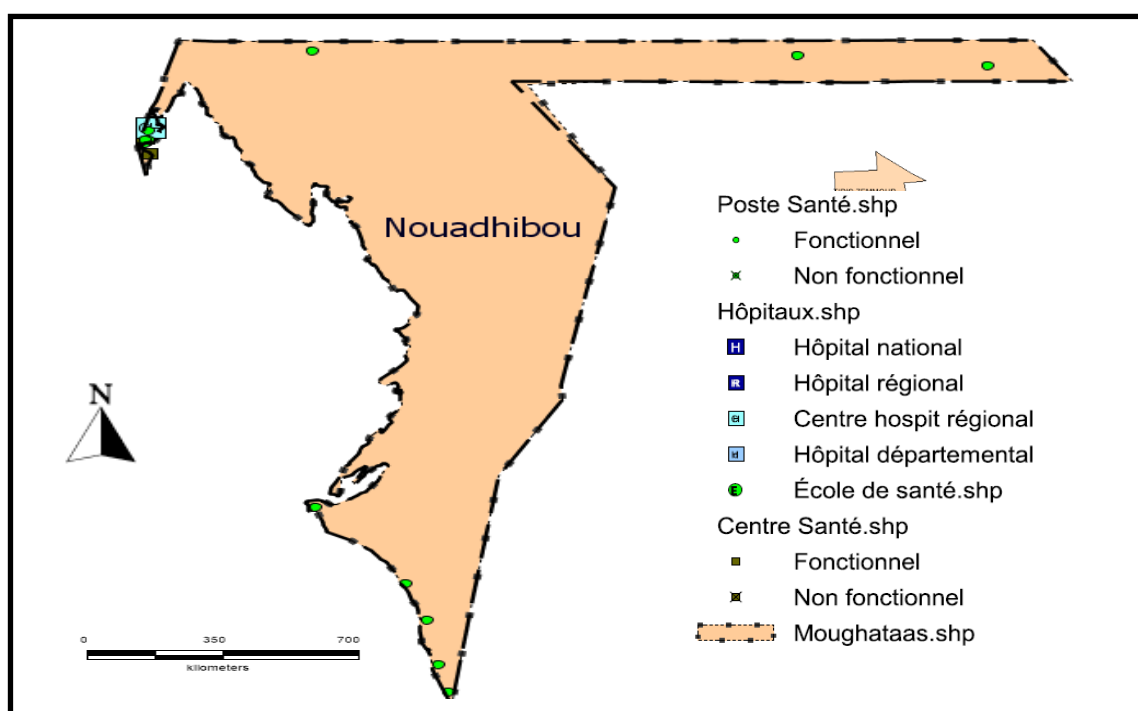 Nouadhibou
N
0 350 700
kilometers
Poste Santé.shp
Fonctionnel
Non fonctionnel
Hôpitaux.shp
H Hôpital national
R Hôpital régional
Centre hospit régional
Hôpital départemental
E École de santé.shp
Centre Santé.shp
Fonctionnel
Non fonctionnel
Moughataas.shp